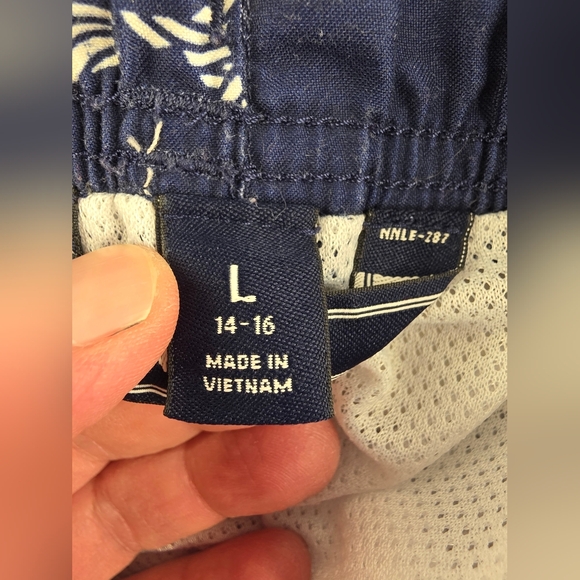 L
14-16
MADE IN
VIETNAM
NNLE-287